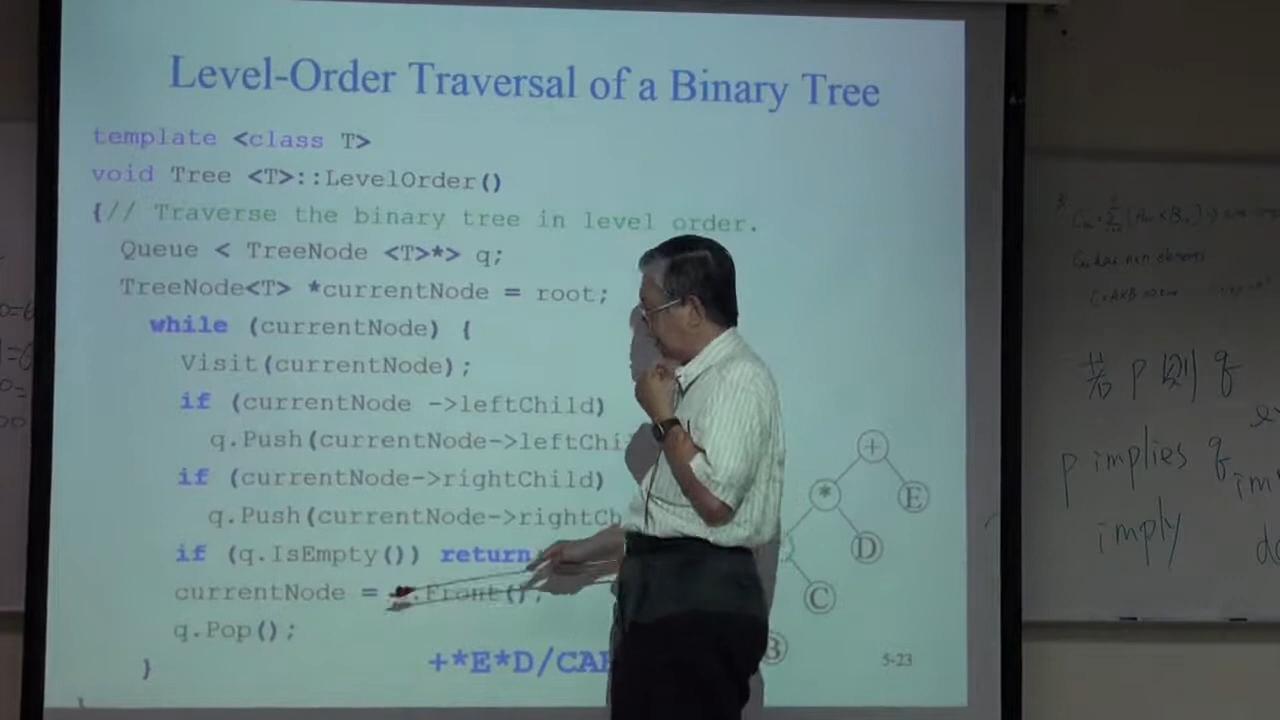 Level-Order Traversal of a Binary Tree
template <class T>
void Tree <T>::LevelOrder()
{// Traverse the binary tree in level order.
Queue < TreeNode <T>*> q;
TreeNode<T> *currentNode = root;
while (currentNode) {
Visit(currentNode);
if (currentNode ->leftChild)
q.Push(currentNode->leftChi
if (currentNode->rightChild)
q.Push(currentNode->rightCh
if (q.IsEmpty()) return
currentNode = q.Front();
q.Pop();
}
+*E*D/CA
+
*
E
D
C
B
5-23
若 p 則 q
p implies q
imply